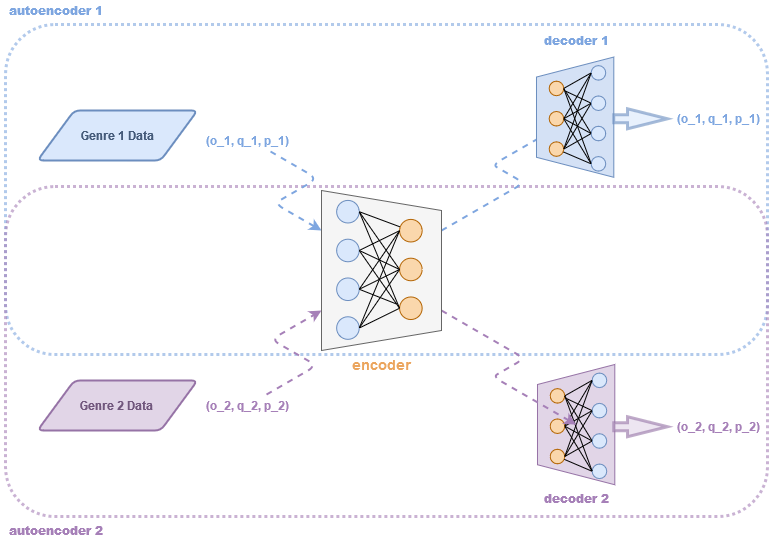 autoencoder 1
decoder 1
Genre 1 Data
(o_1, q_1, p_1)
(o_1, q_1, p_1)
encoder
Genre 2 Data
(o_2, q_2, p_2)
(o_2, q_2, p_2)
decoder 2
autoencoder 2